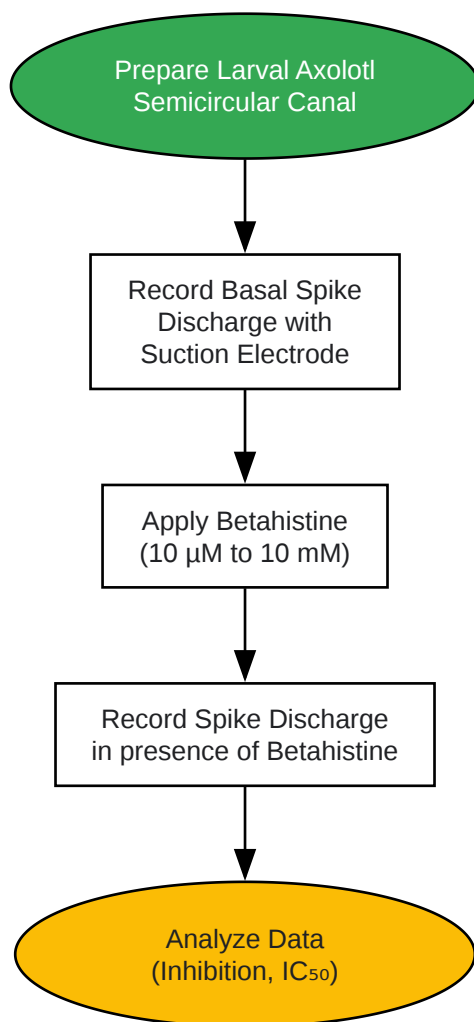 Prepare Larval Axolotl
Semicircular Canal
Record Basal Spike
Discharge with
Suction Electrode
Apply Betahistine
(10 µM to 10 mM)
Record Spike Discharge
in presence of Betahistine
Analyze Data
(Inhibition, IC₅₀)